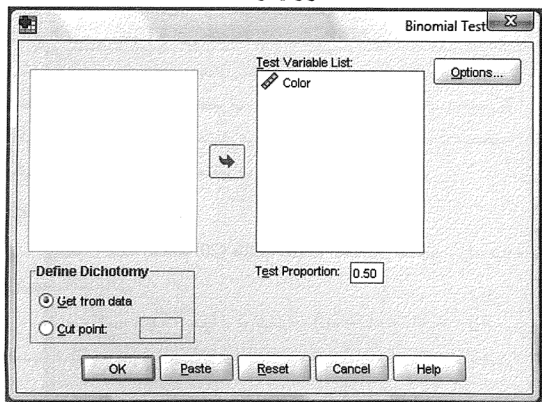 Binomial Test
Test Variable List:
Color
Options...
Define Dichotomy
Get from data
Cut point:
Test Proportion: 0.50
OK Paste Reset Cancel Help